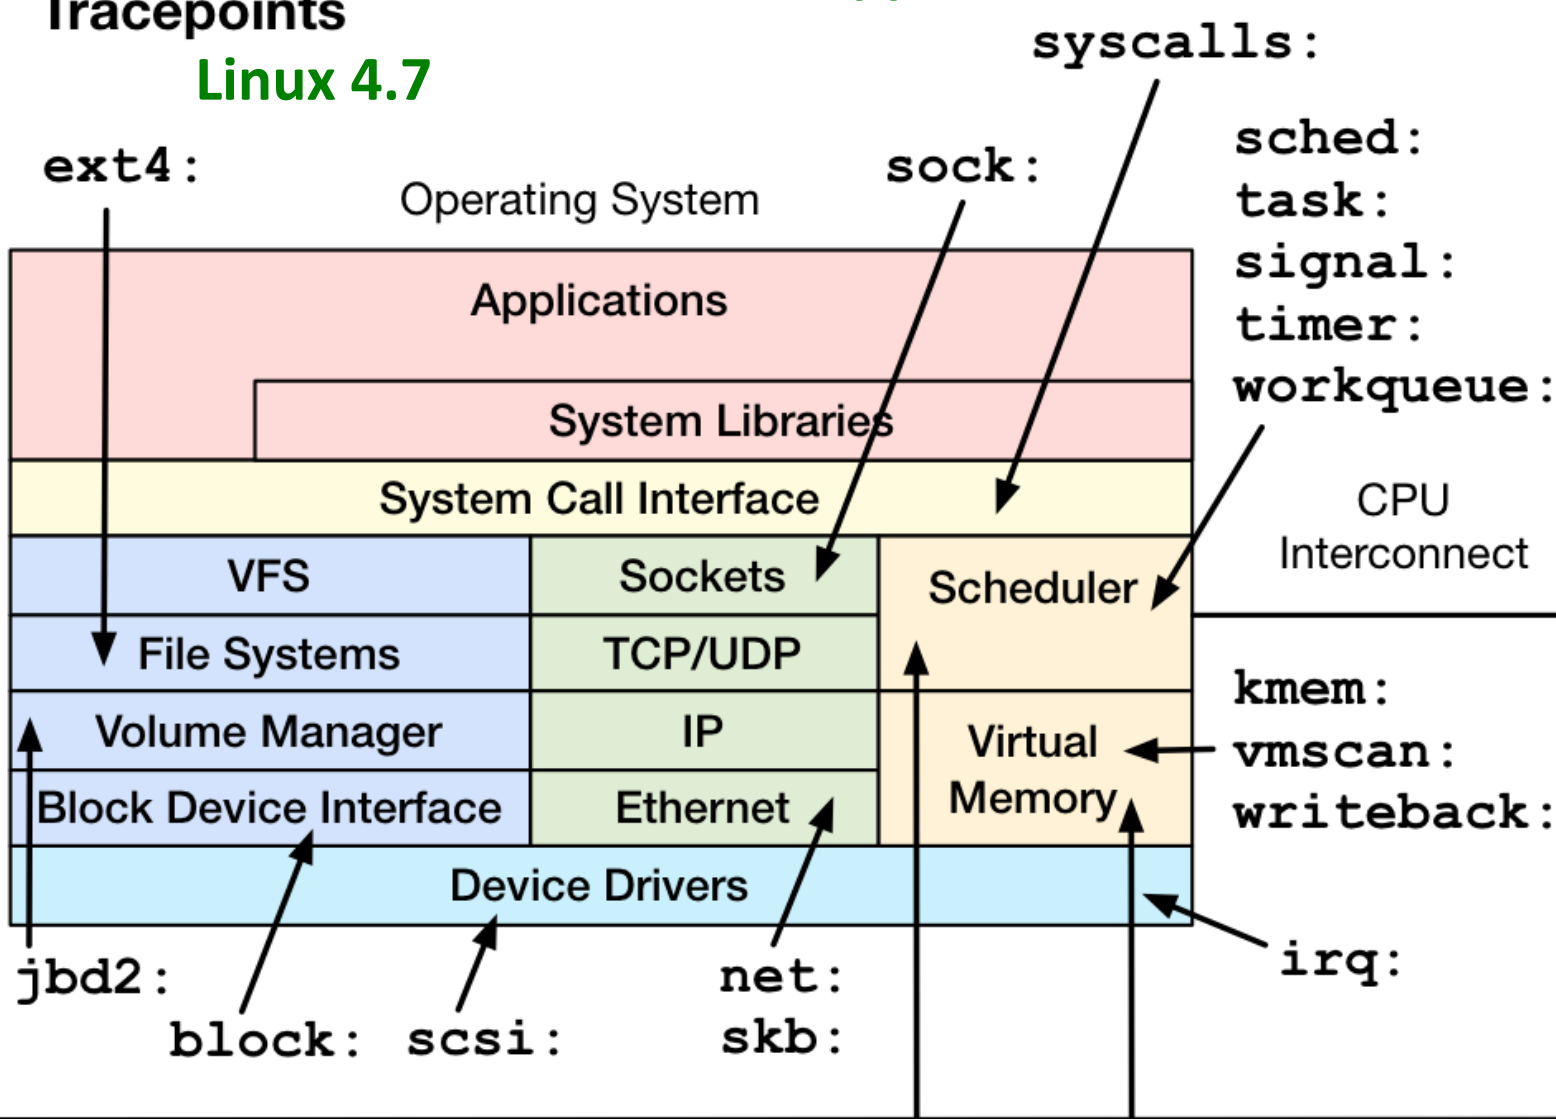 Tracepoints
Linux 4.7
syscalls:
ext4:
sock:
sched:
task:
signal:
timer:
workqueue:
Operating System
Applications
System Libraries
System Call Interface
CPU
Interconnect
VFS
Sockets
Scheduler
File Systems
TCP/UDP
Volume Manager
IP
Virtual
Memory
kmem:
vmscan:
writeback:
Block Device Interface
Ethernet
Device Drivers
jbd2:
block:
scsi:
net:
skb:
irq: